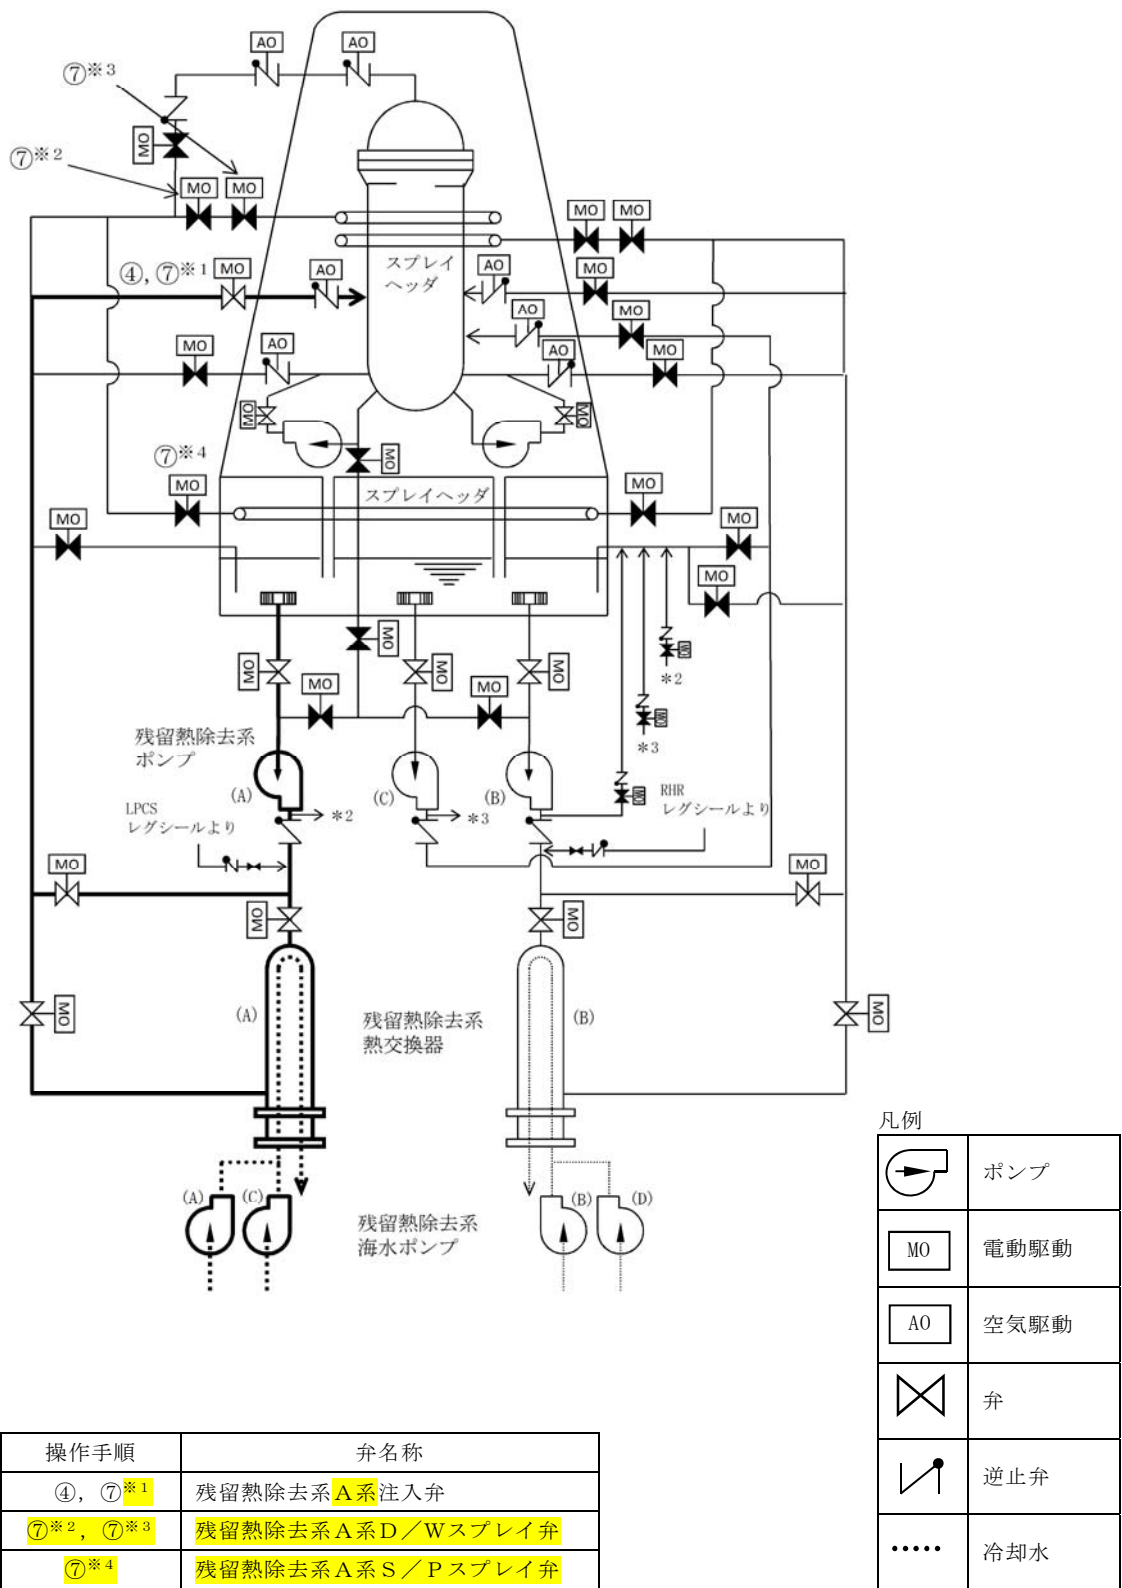 AO
AO
⑦※3
MO
⑦※2
MO
MO
MO
MO
スプレイ
ヘッダ
④, ⑦※1
MO
AO
AO
MO
AO
MO
MO
AO
AO
MO
MO
MO
MO
⑦※4
MO
スプレイヘッダ
MO
MO
MO
MO
MO
MO
MO
MO
MO
MO
MO
*2
MO
*3
残留熱除去系
ポンプ
(A)
(C)
(B)
MO
RHR
レグシールより
LPCS
レグシールより
*2
*3
MO
MO
MO
MO
(A)
MO
残留熱除去系
熱交換器
(B)
MO
(A)
(C)
残留熱除去系
海水ポンプ
(B)
(D)
凡例
ポンプ
MO 電動駆動
AO 空気駆動
弁
逆止弁
冷却水
操作手順 弁名称
④, ⑦※1 残留熱除去系A系注入弁
⑦※2, ⑦※3 残留熱除去系A系D/Wスプレイ弁
⑦※4 残留熱除去系A系S/Pスプレイ弁